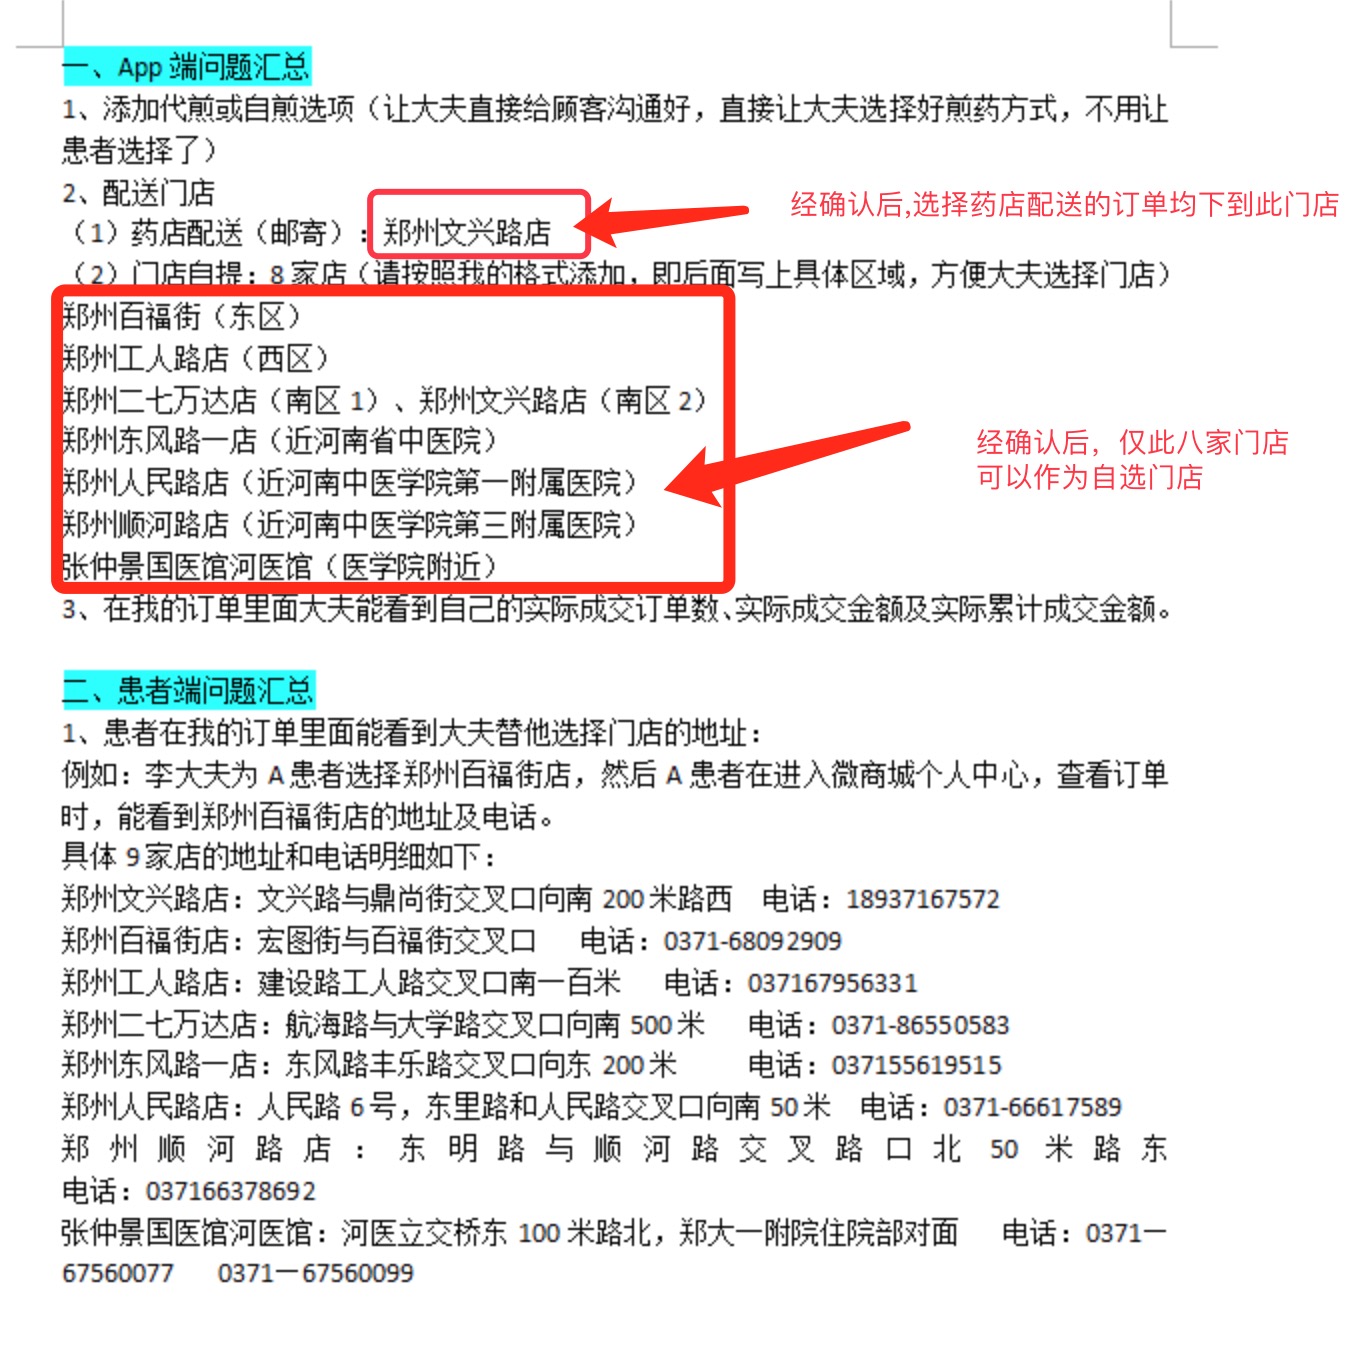 一、App 端问题汇总
1、添加代煎或自煎选项（让大夫直接给顾客沟通好，直接让大夫选择好煎药方式，不用让
患者选择了）
2、配送门店
（1）药店配送（邮寄）：郑州文兴路店
经确认后,选择药店配送的订单均下到此门店
（2）门店自提：8 家店（请按照我的格式添加，即后面写上具体区域，方便大夫选择门店）
郑州百福街（东区）
郑州工人路店（西区）
郑州二七万达店（南区 1）、郑州文兴路店（南区 2）
郑州东风路一店（近河南省中医院）
郑州人民路店（近河南中医学院第一附属医院）
郑州顺河路店（近河南中医学院第三附属医院）
张仲景国医馆河医馆（医学院附近）
经确认后，仅此八家门店
可以作为自选门店
3、在我的订单里面大夫能看到自己的实际成交订单数、实际成交金额及实际累计成交金额。
二、患者端问题汇总
1、患者在我的订单里面能看到大夫替他选择门店的地址：
例如：李大夫为 A 患者选择郑州百福街店，然后 A 患者在进入微商城个人中心，查看订单
时，能看到郑州百福街店的地址及电话。
具体 9 家店的地址和电话明细如下：
郑州文兴路店：文兴路与鼎尚街交叉口向南 200 米路西 电话：18937167572
郑州百福街店：宏图街与百福街交叉口 电话：0371-68092909
郑州工人路店：建设路工人路交叉口南一百米 电话：037167956331
郑州二七万达店：航海路与大学路交叉口向南 500 米 电话：0371-86550583
郑州东风路一店：东风路丰乐路交叉口向东 200 米 电话：037155619515
郑州人民路店：人民路 6 号，东里路和人民路交叉口向南 50 米 电话：0371-66617589
郑州顺河路店：东明路与顺河路交叉路口北 50 米路东
电话：037166378692
张仲景国医馆河医馆：河医立交桥东 100 米路北，郑大一附院住院部对面 电话：0371—
67560077 0371—67560099